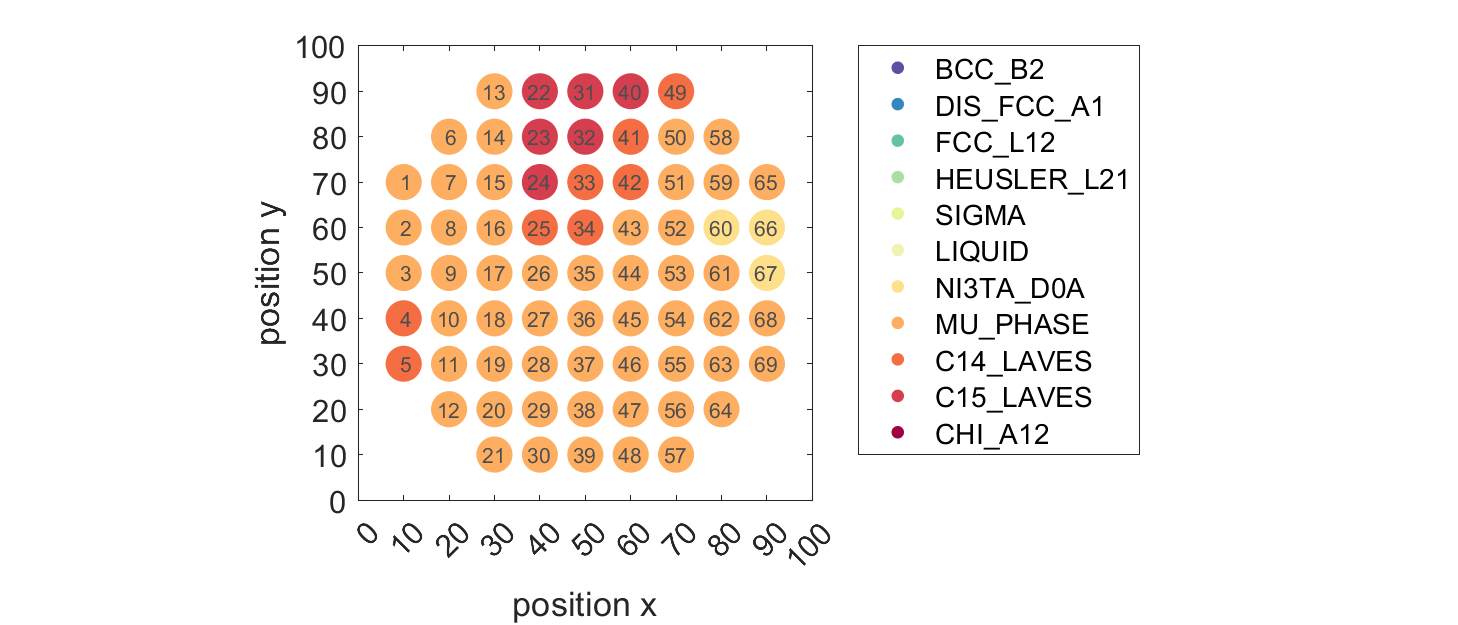 100
90 13 22 31 40 49
80 6 14 23 32 41 50 58
70 1 7 15 24 33 42 51 59 65
60 2 8 16 25 34 43 52 60 66
50 3 9 17 26 35 44 53 61 67
40 4 10 18 27 36 45 54 62 68
30 5 11 19 28 37 46 55 63 69
20 12 20 29 38 47 56 64
10 21 30 39 48 57
0
0 10 20 30 40 50 60 70 80 90 100
position x
position y
BCC_B2
DIS_FCC_A1
FCC_L12
HEUSLER_L21
SIGMA
LIQUID
NI3TA_D0A
MU_PHASE
C14_LAVES
C15_LAVES
CHI_A12